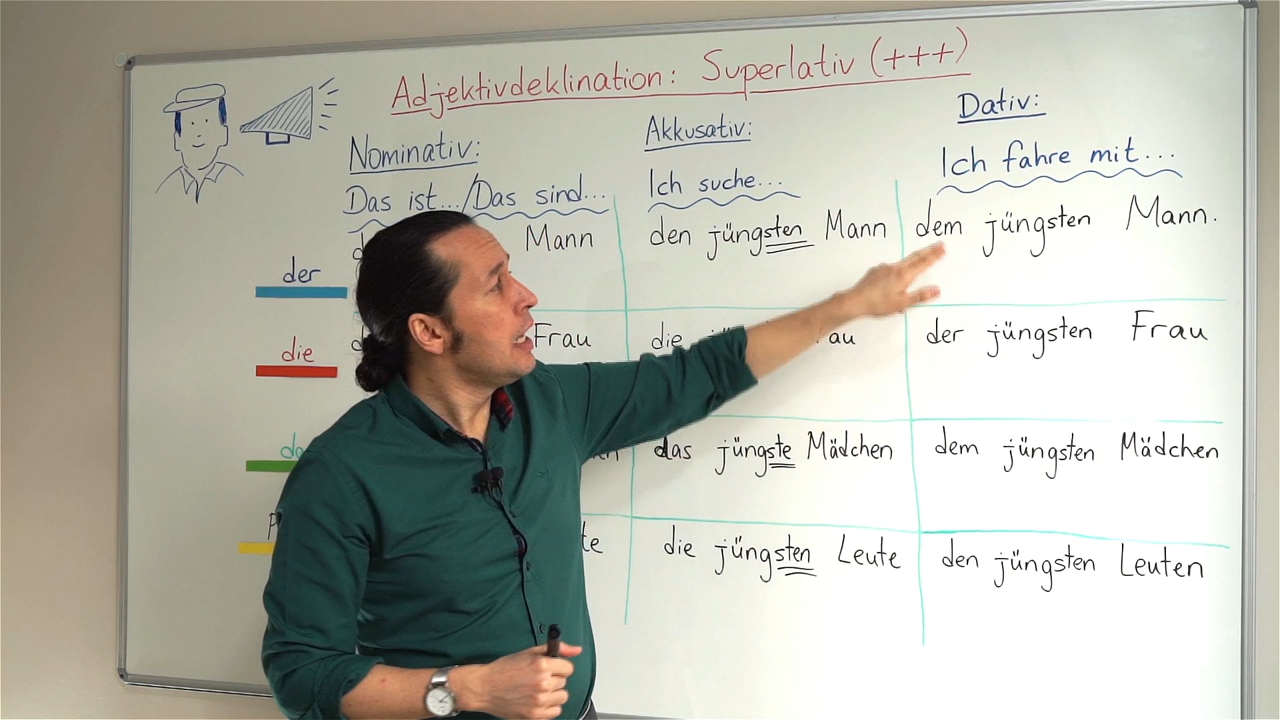 Adjektivdeklination: Superlativ (+++)
Nominativ:
Das ist.../Das sind...
Akkusativ:
Ich suche...
Dativ:
Ich fahre mit...
der
Mann
den jüngsten Mann
dem jüngsten Mann.
die
Frau
die
der jüngsten Frau
das jüngste Mädchen
dem jüngsten Mädchen
die jüngsten Leute
den jüngsten Leuten